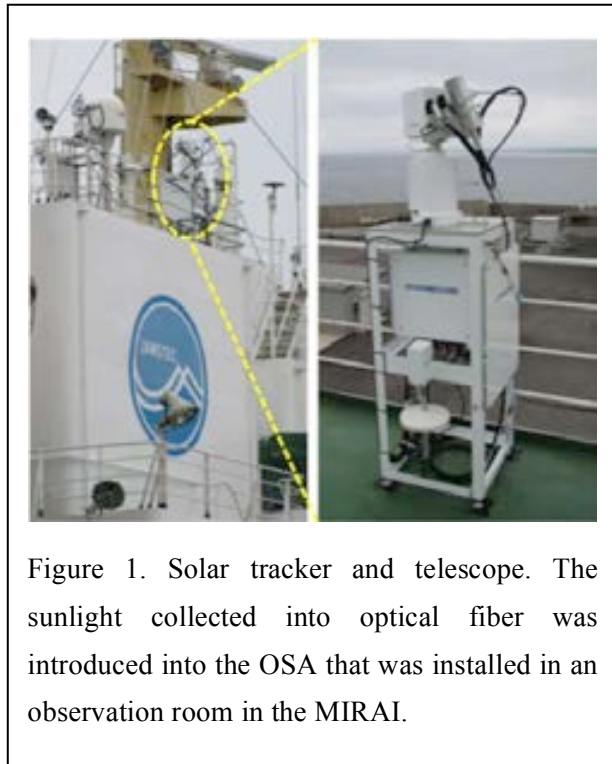 JAMSTEC
Figure 1. Solar tracker and telescope. The
sunlight collected into optical fiber was
introduced into the OSA that was installed in an
observation room in the MIRAI.